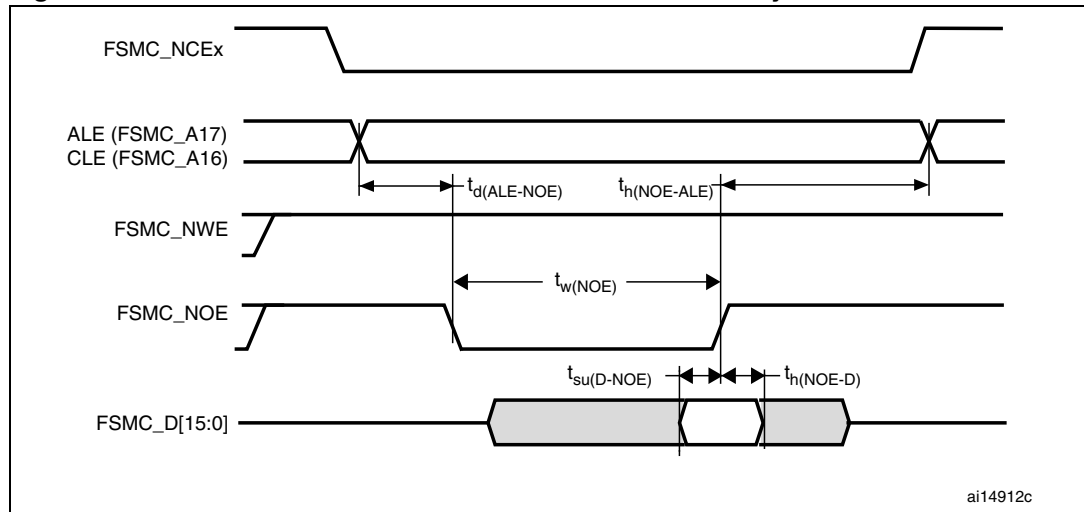 FSMC_NCEx
ALE (FSMC_A17)
CLE (FSMC_A16)
td(ALE-NOE)
th(NOE-ALE)
FSMC_NWE
tw(NOE)
FSMC_NOE
tsu(D-NOE)
th(NOE-D)
FSMC_D[15:0]
ai14912c